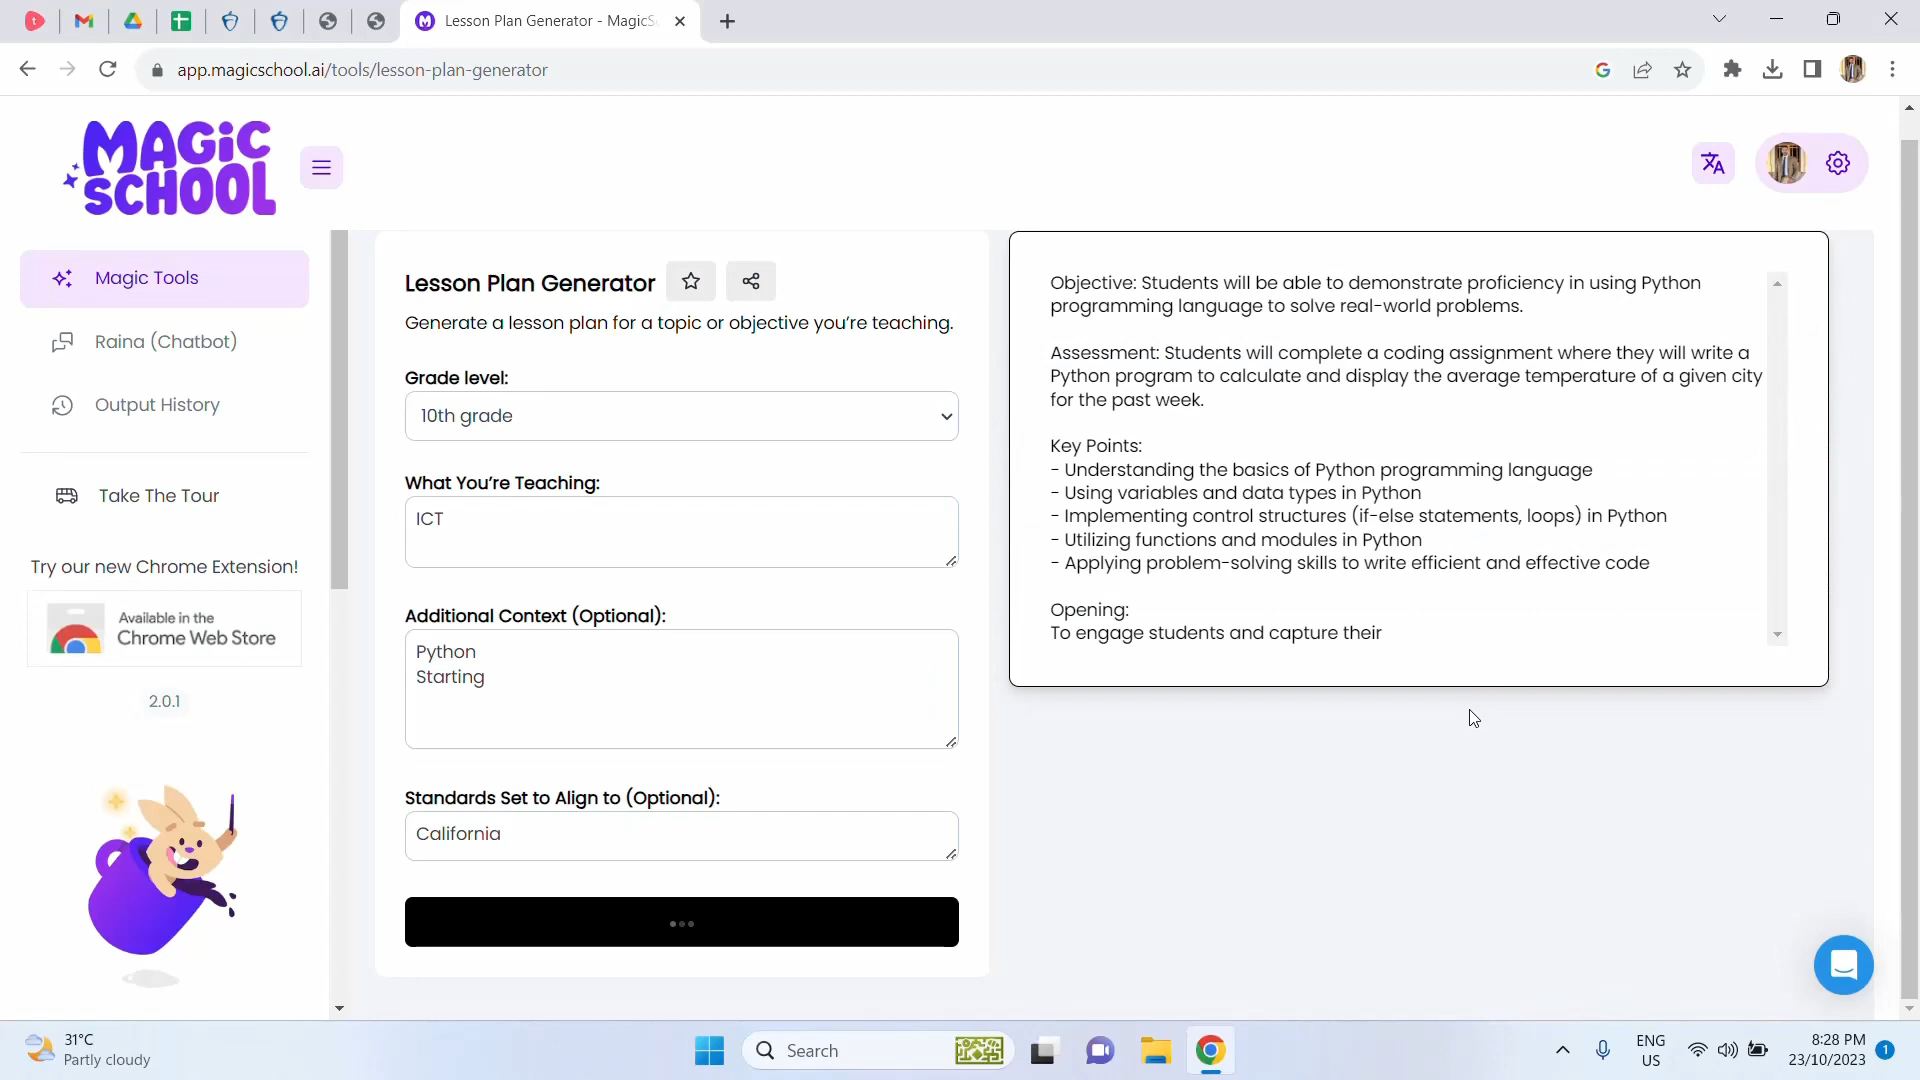 Lesson Plan Generator - MagicS
app.magicschool.ai/tools/lesson-plan-generator
MAGiC
SCHOOL
Magic Tools
Raina (Chatbot)
Output History
Take The Tour
Try our new Chrome Extension!
Available in the
Chrome Web Store
2.0.1
Lesson Plan Generator
Generate a lesson plan for a topic or objective you’re teaching.
Grade level:
10th grade
What You’re Teaching:
ICT
Additional Context (Optional):
Python
Starting
Standards Set to Align to (Optional):
California
Objective: Students will be able to demonstrate proficiency in using Python
programming language to solve real-world problems.
Assessment: Students will complete a coding assignment where they will write a
Python program to calculate and display the average temperature of a given city
for the past week.
Key Points:
- Understanding the basics of Python programming language
- Using variables and data types in Python
- Implementing control structures (if-else statements, loops) in Python
- Utilizing functions and modules in Python
- Applying problem-solving skills to write efficient and effective code
Opening:
To engage students and capture their
31°C
Partly cloudy
Search
ENG
US
8:28 PM
23/10/2023
1